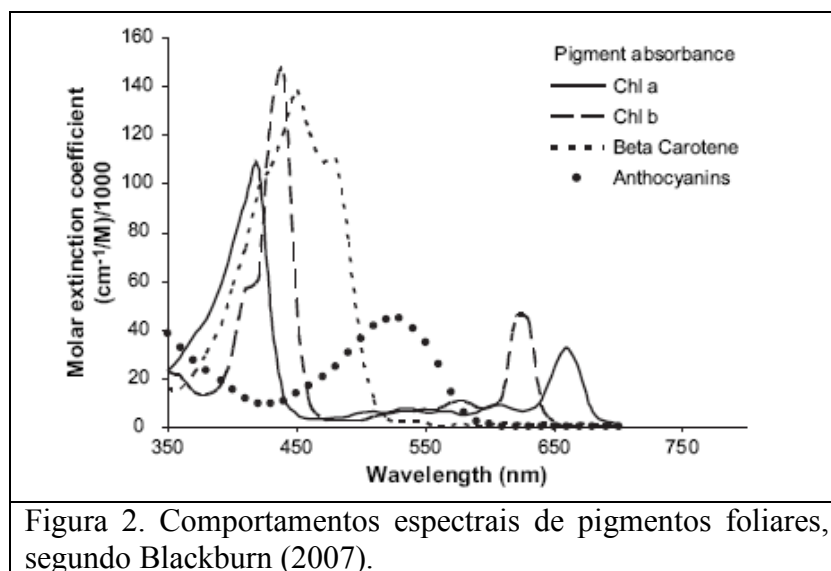 160
140
120
100
80
60
40
20
0
Molar extinction coefficient
(cm⁻¹/M)/1000
Pigment absorbance
Chl a
Chl b
Beta Carotene
Anthocyanins
350 450 550 650 750
Wavelength (nm)
Figura 2. Comportamentos espectrais de pigmentos foliares,
segundo Blackburn (2007).